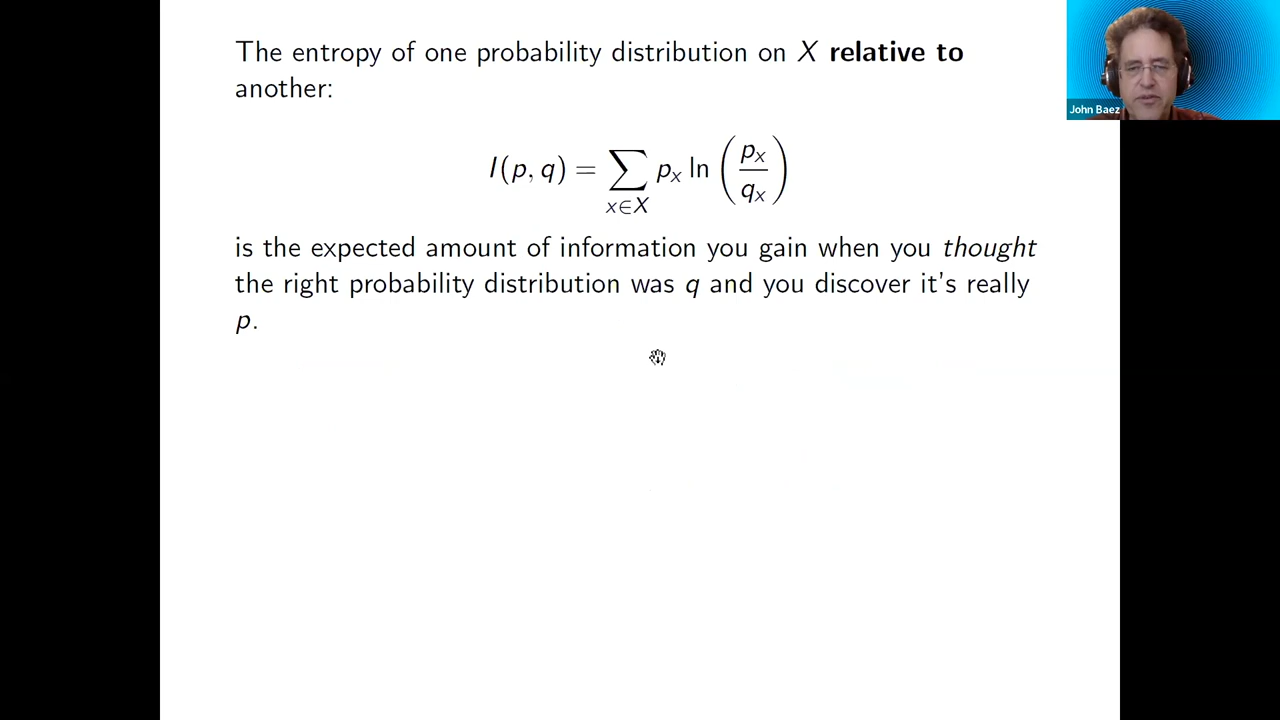 The entropy of one probability distribution on X relative to
another:
I(p, q) = ∑_{x∈X} p_x ln (p_x / q_x)
is the expected amount of information you gain when you thought
the right probability distribution was q and you discover it's really
p.
John Baez